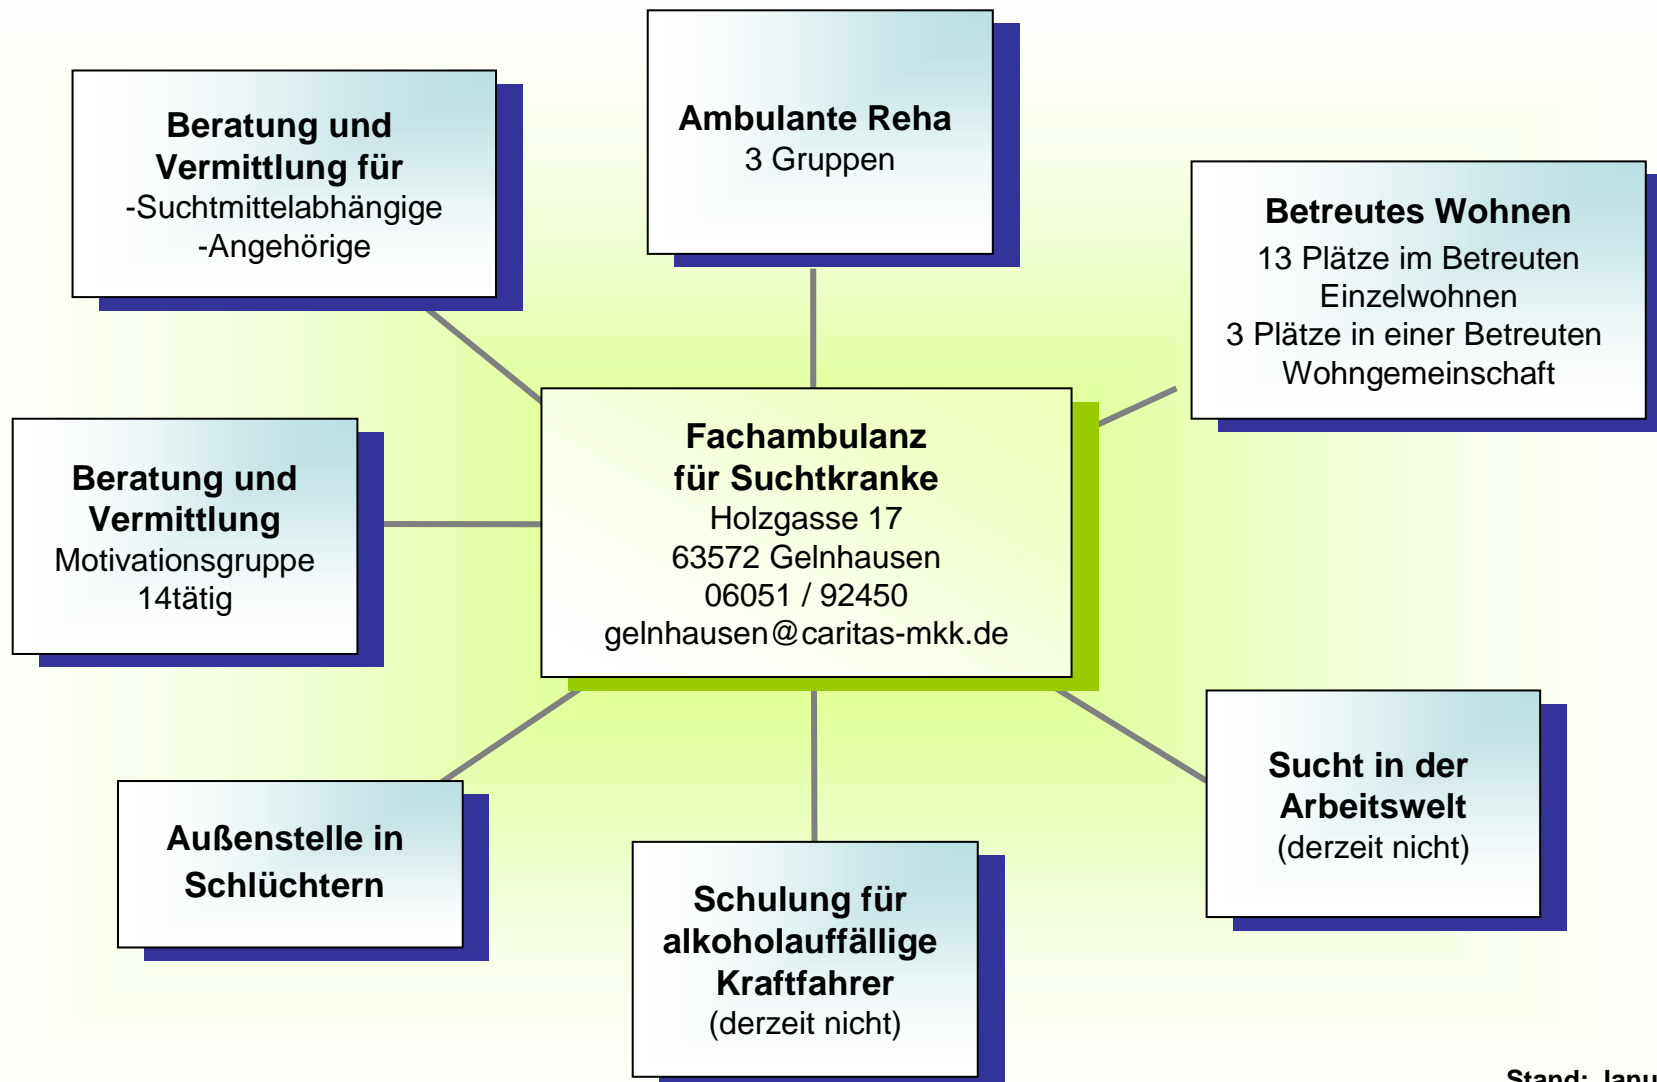 Beratung und
Vermittlung für
-Suchtmittelabhängige
-Angehörige
Ambulante Reha
3 Gruppen
Betreutes Wohnen
13 Plätze im Betreuten
Einzelwohnen
3 Plätze in einer Betreuten
Wohngemeinschaft
Beratung und
Vermittlung
Motivationsgruppe
14tätig
Fachambulanz
für Suchtkranke
Holzgasse 17
63572 Gelnhausen
06051 / 92450
gelnhausen@caritas-mkk.de
Außenstelle in
Schlüchtern
Schulung für
alkoholauffällige
Kraftfahrer
(derzeit nicht)
Sucht in der
Arbeitswelt
(derzeit nicht)
Stand: